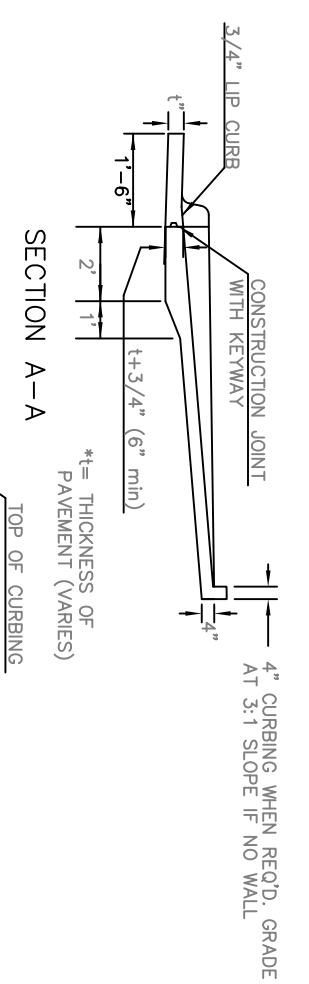 3/4" LIP CURB
t"
1'-6"
2'
1'
CONSTRUCTION JOINT
WITH KEYWAY
t+3/4" (6" min)
4"
4" CURBING WHEN REQ'D. GRADE
AT 3:1 SLOPE IF NO WALL
SECTION A-A
*t= THICKNESS OF
PAVEMENT (VARIES)
TOP OF CURBING